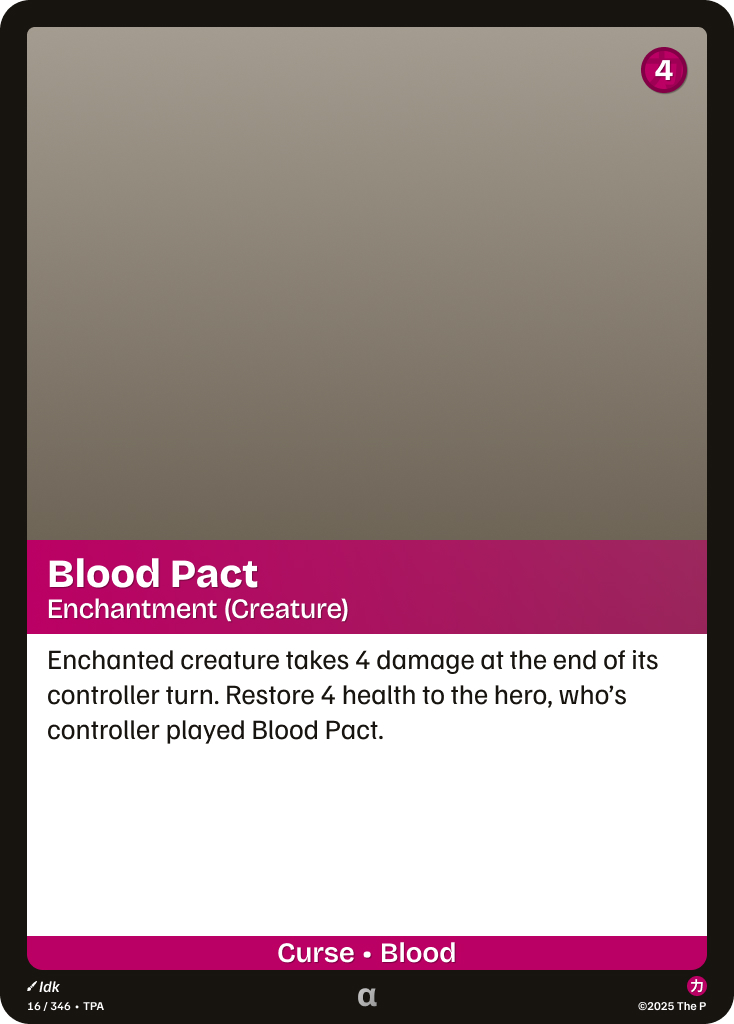 4
Blood Pact
Enchantment (Creature)
Enchanted creature takes 4 damage at the end of its
controller turn. Restore 4 health to the hero, who’s
controller played Blood Pact.
Curse • Blood
Idk
16 / 346 • TPA
α
カ
©2025 The P